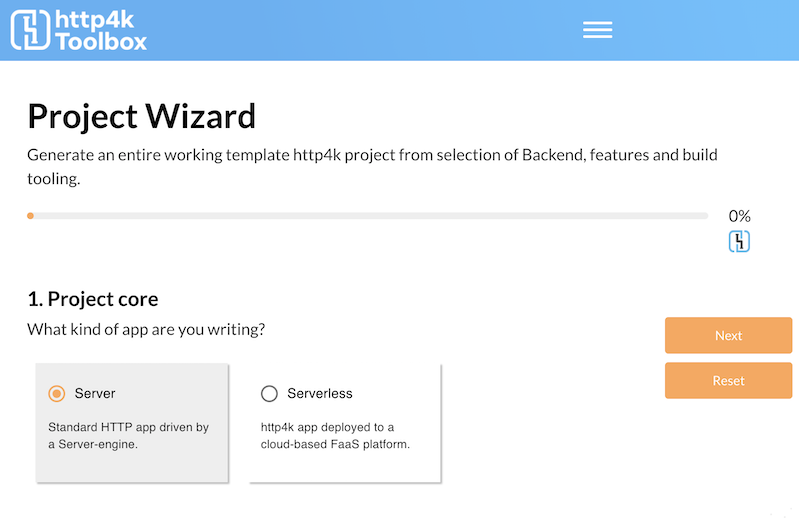 http4k
Toolbox
Project Wizard
Generate an entire working template http4k project from selection of Backend, features and build
tooling.
0%
1. Project core
What kind of app are you writing?
Next
Reset
Server
Standard HTTP app driven by
a Server-engine.
Serverless
http4k app deployed to a
cloud-based FaaS platform.